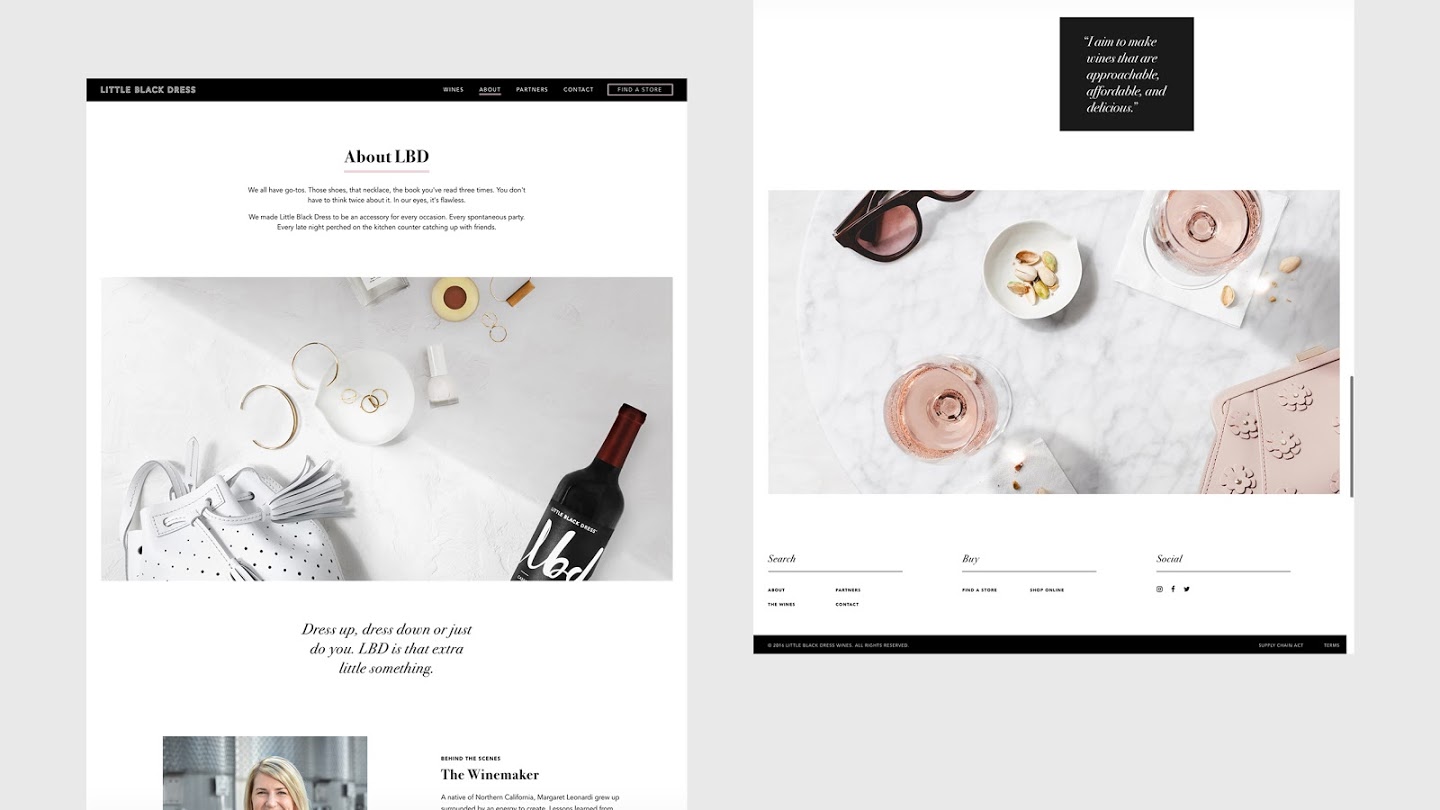 LITTLE BLACK DRESS
WINES ABOUT PARTNERS CONTACT FIND A STORE
About LBD
We all have go-tos. Those shoes, that necklace, the book you've read three times. You don't
have to think twice about it. In our eyes, it's flawless.
We made Little Black Dress to be an accessory for every occasion. Every spontaneous party.
Every late night perched on the kitchen counter catching up with friends.
LITTLE BLACK DRESS
lbd
Dress up, dress down or just
do you. LBD is that extra
little something.
BEHIND THE SCENES
The Winemaker
A native of Northern California, Margaret Leonardi grew up
surrounded by an energy to create. Lessons learned from
“I aim to make
wines that are
approachable,
affordable, and
delicious.”
Search
ABOUT PARTNERS
THE WINES CONTACT
Buy
FIND A STORE SHOP ONLINE
Social
© 2016 LITTLE BLACK DRESS WINES. ALL RIGHTS RESERVED.
SUPPLY CHAIN ACT TERMS